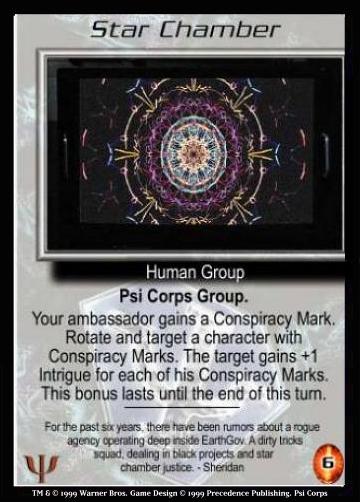 Star Chamber
Human Group
Psi Corps Group.
Your ambassador gains a Conspiracy Mark.
Rotate and target a character with
Conspiracy Marks. The target gains +1
Intrigue for each of his Conspiracy Marks.
This bonus lasts until the end of this turn.
For the past six years, there have been rumors about a rogue
agency operating deep inside EarthGov. A dirty tricks
squad, dealing in black projects and star
chamber justice. - Sheridan
Ψ
6
TM & © 1999 Warner Bros. Game Design © 1999 Precedence Publishing. Psi Corps